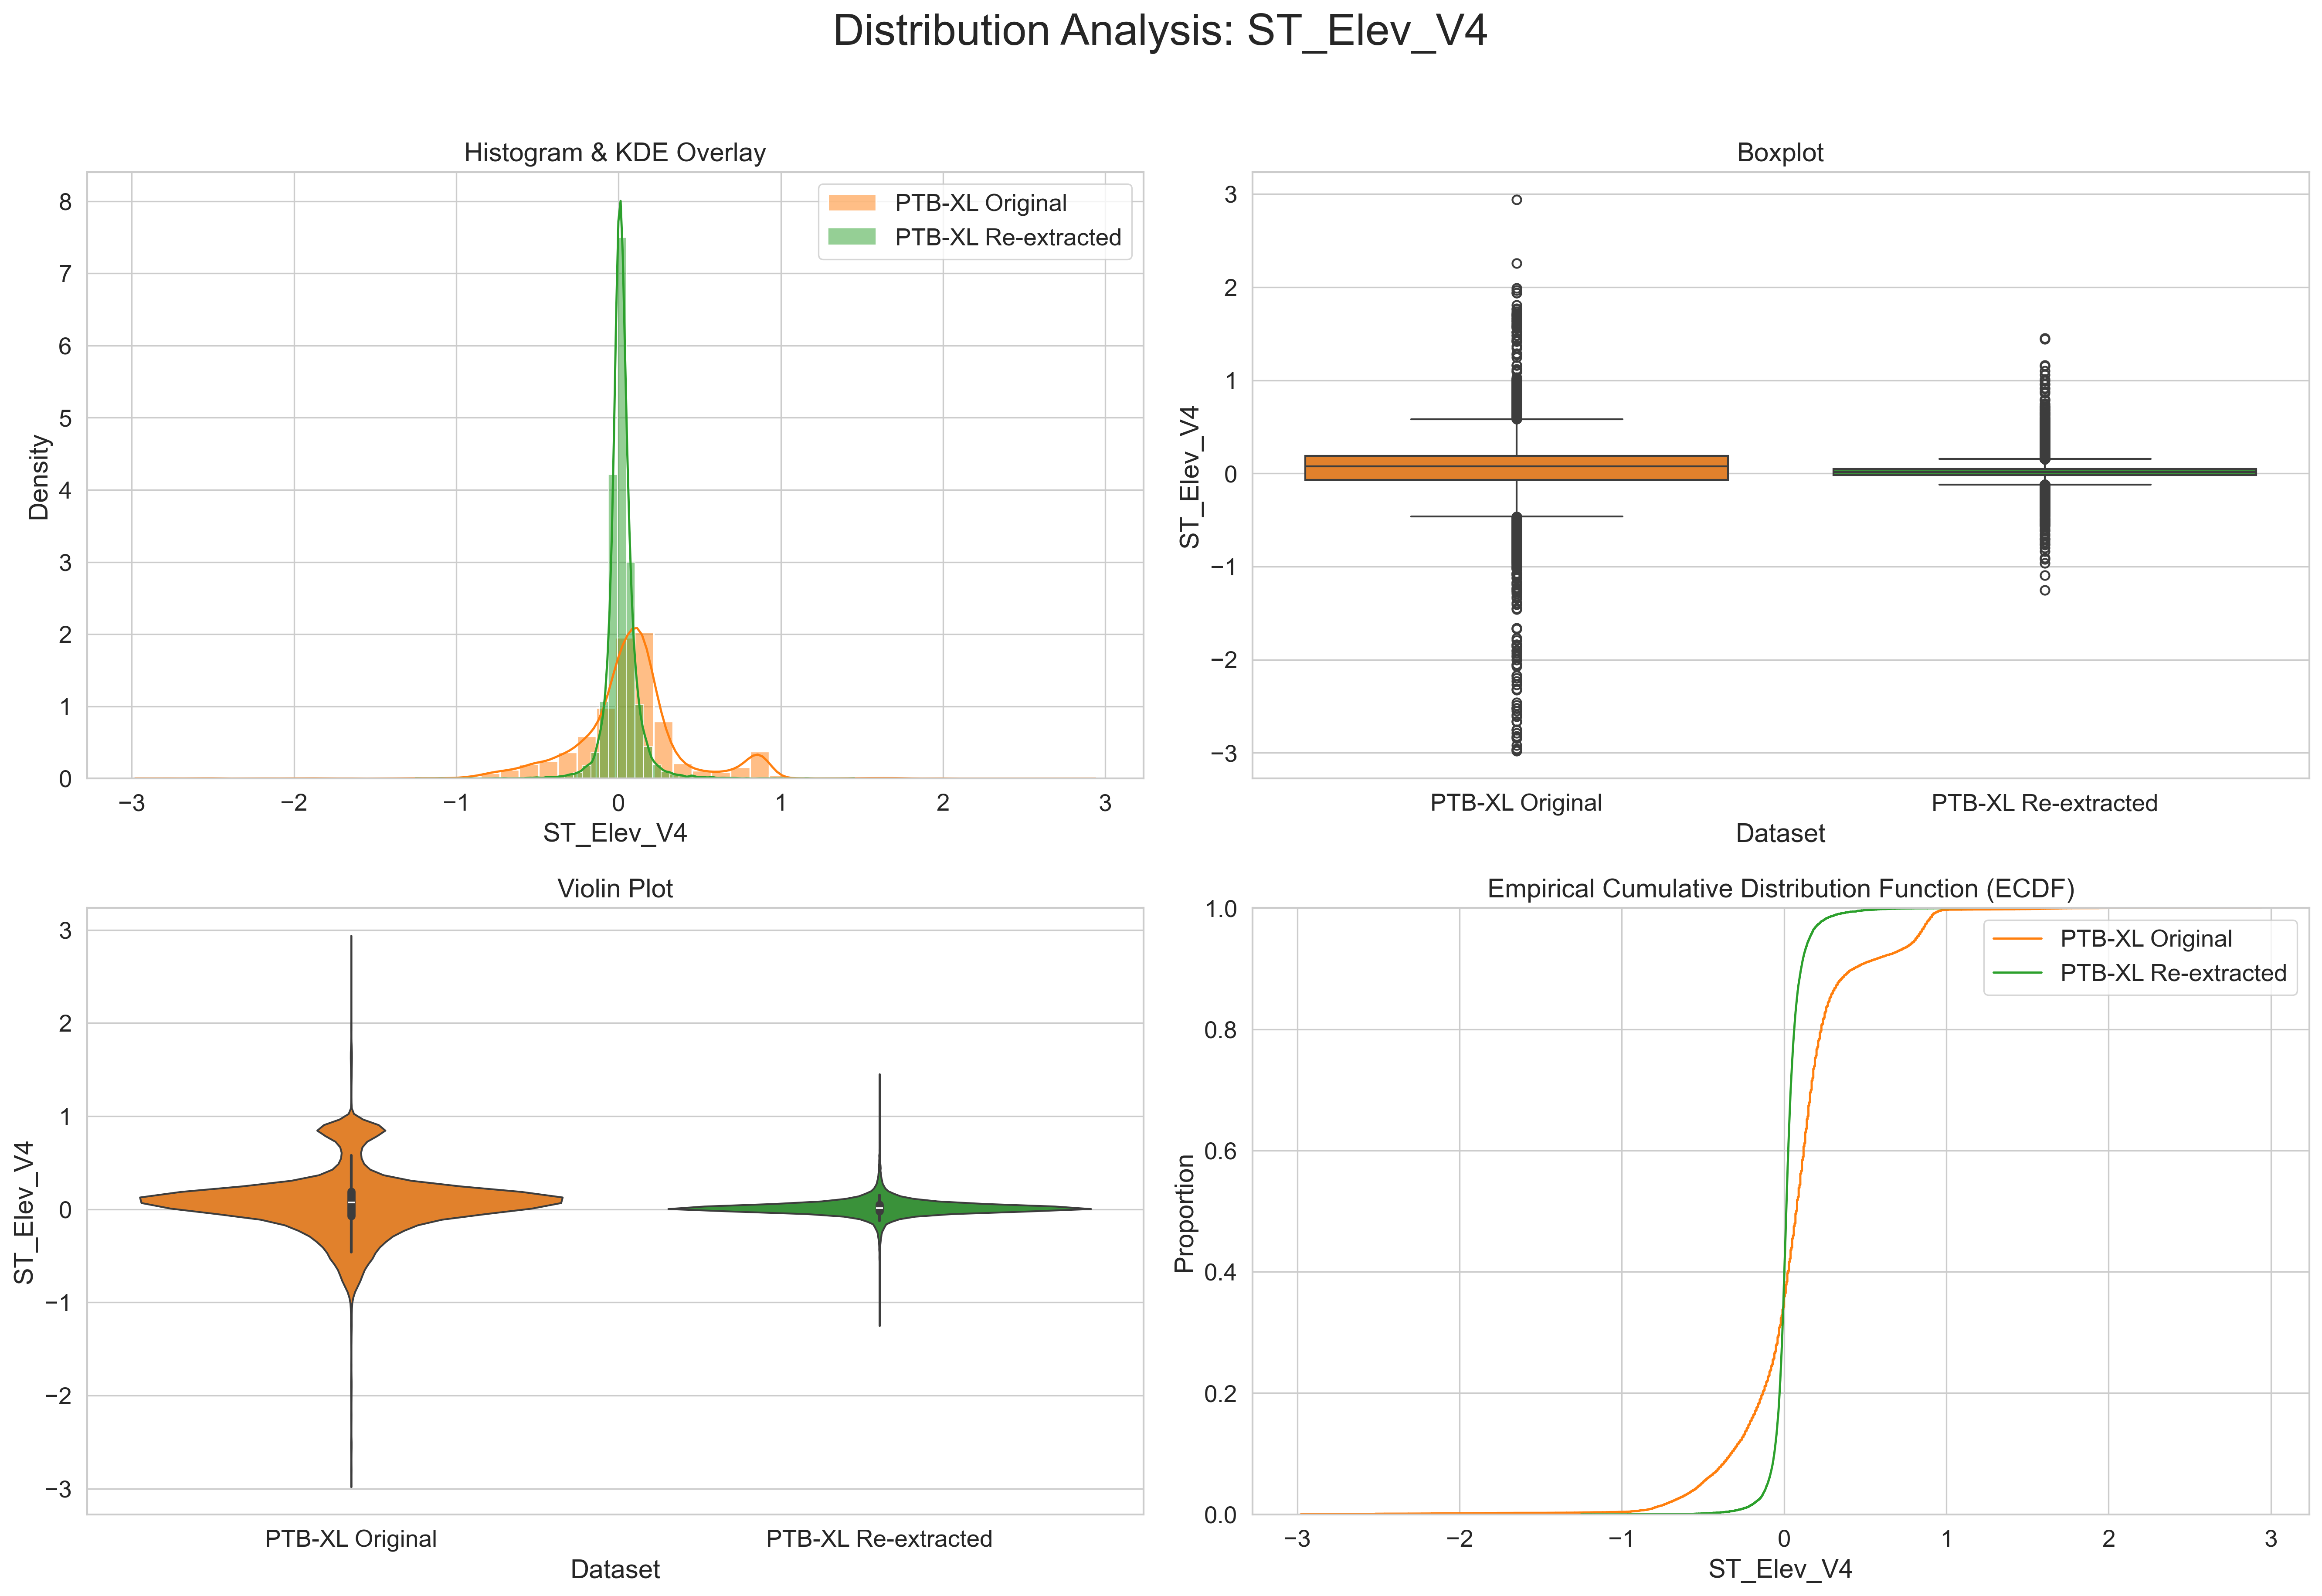 Distribution Analysis: ST_Elev_V4
Histogram & KDE Overlay
8
7
6
5
4
3
2
1
0
Density
−3 −2 −1 0 1 2 3
ST_Elev_V4
PTB-XL Original
PTB-XL Re-extracted
Boxplot
3
2
1
0
−1
−2
−3
ST_Elev_V4
PTB-XL Original PTB-XL Re-extracted
Dataset
Violin Plot
3
2
1
0
−1
−2
−3
ST_Elev_V4
PTB-XL Original PTB-XL Re-extracted
Dataset
Empirical Cumulative Distribution Function (ECDF)
1.0
0.8
0.6
0.4
0.2
0.0
Proportion
−3 −2 −1 0 1 2 3
ST_Elev_V4
PTB-XL Original
PTB-XL Re-extracted